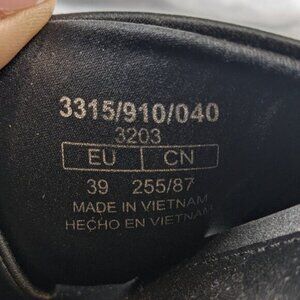 3315/910/040
3203
EU CN
39 255/87
MADE IN VIETNAM
HECHO EN VIETNAM